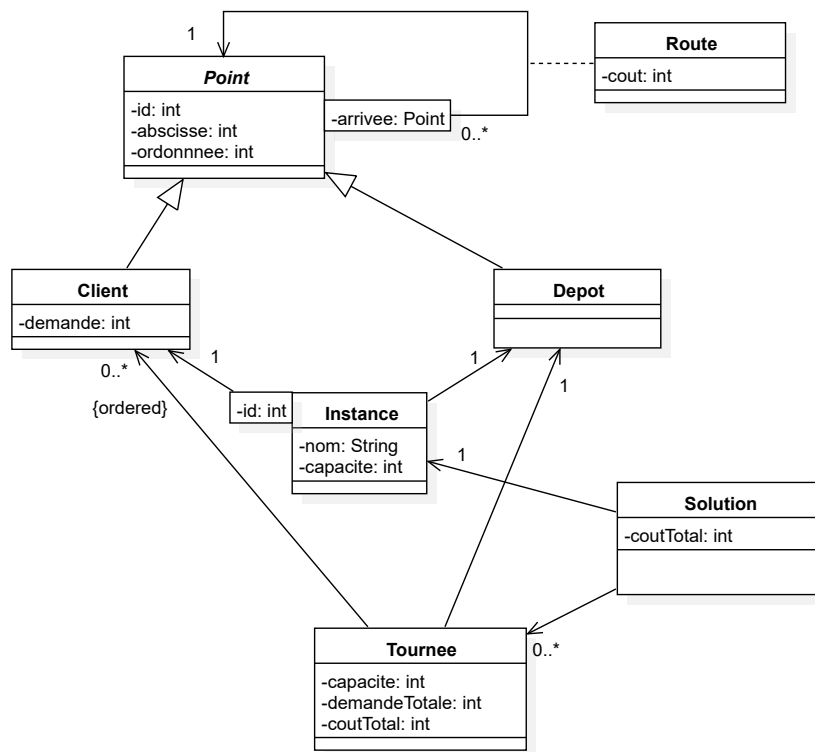 1
Route
-cout: int
Point
-id: int
-abscisse: int
-ordonnnee: int
-arrivee: Point
0..*
Client
-demande: int
Depot
0..*
1
{ordered}
1
1
-id: int
Instance
-nom: String
-capacite: int
1
Solution
-coutTotal: int
Tournee
-capacite: int
-demandeTotale: int
-coutTotal: int
0..*